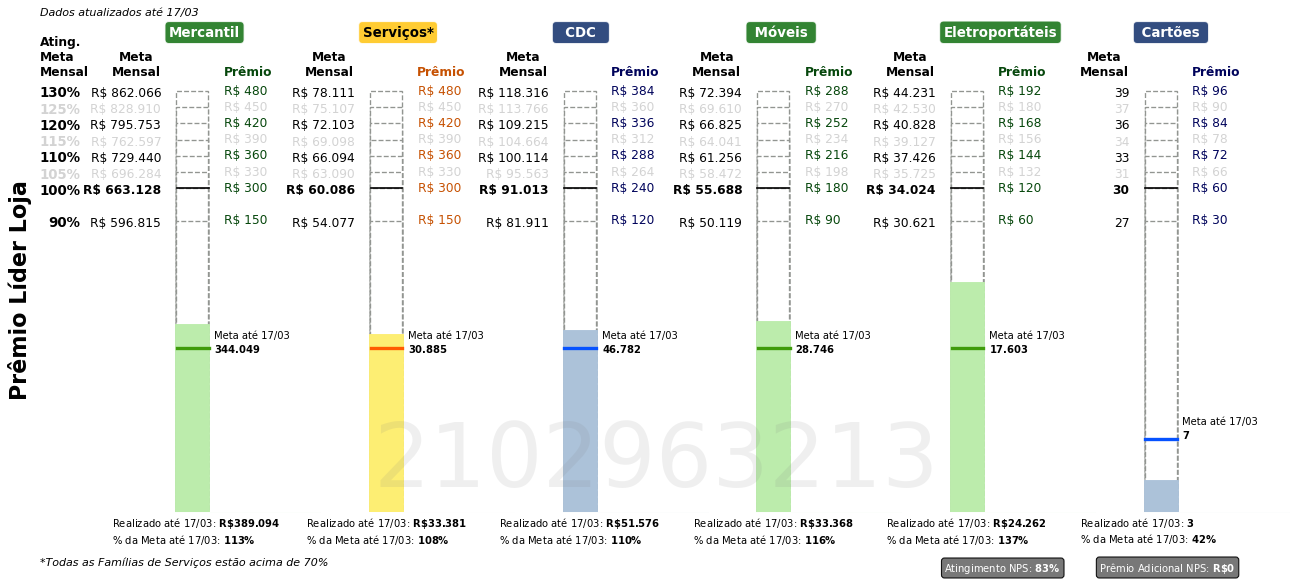 Dados atualizados até 17/03
Mercantil Serviços* CDC Móveis Eletroportáteis Cartões
Ating. Meta Mensal Meta Mensal Prêmio Meta Mensal Prêmio Meta Mensal Prêmio Meta Mensal Prêmio Meta Mensal Prêmio Meta Mensal Prêmio
130% R$ 862.066 R$ 480 R$ 78.111 R$ 480 R$ 118.316 R$ 384 R$ 72.394 R$ 288 R$ 44.231 R$ 192 39 R$ 96
125% R$ 828.910 R$ 450 R$ 75.107 R$ 450 R$ 113.766 R$ 360 R$ 69.610 R$ 270 R$ 42.530 R$ 180 37 R$ 90
120% R$ 795.753 R$ 420 R$ 72.103 R$ 420 R$ 109.215 R$ 336 R$ 66.825 R$ 252 R$ 40.828 R$ 168 36 R$ 84
115% R$ 762.597 R$ 390 R$ 69.098 R$ 390 R$ 104.664 R$ 312 R$ 64.041 R$ 234 R$ 39.127 R$ 156 34 R$ 78
110% R$ 729.440 R$ 360 R$ 66.094 R$ 360 R$ 100.114 R$ 288 R$ 61.256 R$ 216 R$ 37.426 R$ 144 33 R$ 72
105% R$ 696.284 R$ 330 R$ 63.090 R$ 330 R$ 95.563 R$ 264 R$ 58.472 R$ 198 R$ 35.725 R$ 132 31 R$ 66
100% R$ 663.128 R$ 300 R$ 60.086 R$ 300 R$ 91.013 R$ 240 R$ 55.688 R$ 180 R$ 34.024 R$ 120 30 R$ 60
90% R$ 596.815 R$ 150 R$ 54.077 R$ 150 R$ 81.911 R$ 120 R$ 50.119 R$ 90 R$ 30.621 R$ 60 27 R$ 30
Prêmio Líder Loja
Meta até 17/03 Meta até 17/03 Meta até 17/03 Meta até 17/03 Meta até 17/03
344.049 30.885 46.782 28.746 17.603
Meta até 17/03
7
2102963213
Realizado até 17/03: R$389.094 Realizado até 17/03: R$33.381 Realizado até 17/03: R$51.576 Realizado até 17/03: R$33.368 Realizado até 17/03: R$24.262 Realizado até 17/03: 3
% da Meta até 17/03: 113% % da Meta até 17/03: 108% % da Meta até 17/03: 110% % da Meta até 17/03: 116% % da Meta até 17/03: 137% % da Meta até 17/03: 42%
*Todas as Famílias de Serviços estão acima de 70% Atingimento NPS: 83% Prêmio Adicional NPS: R$0